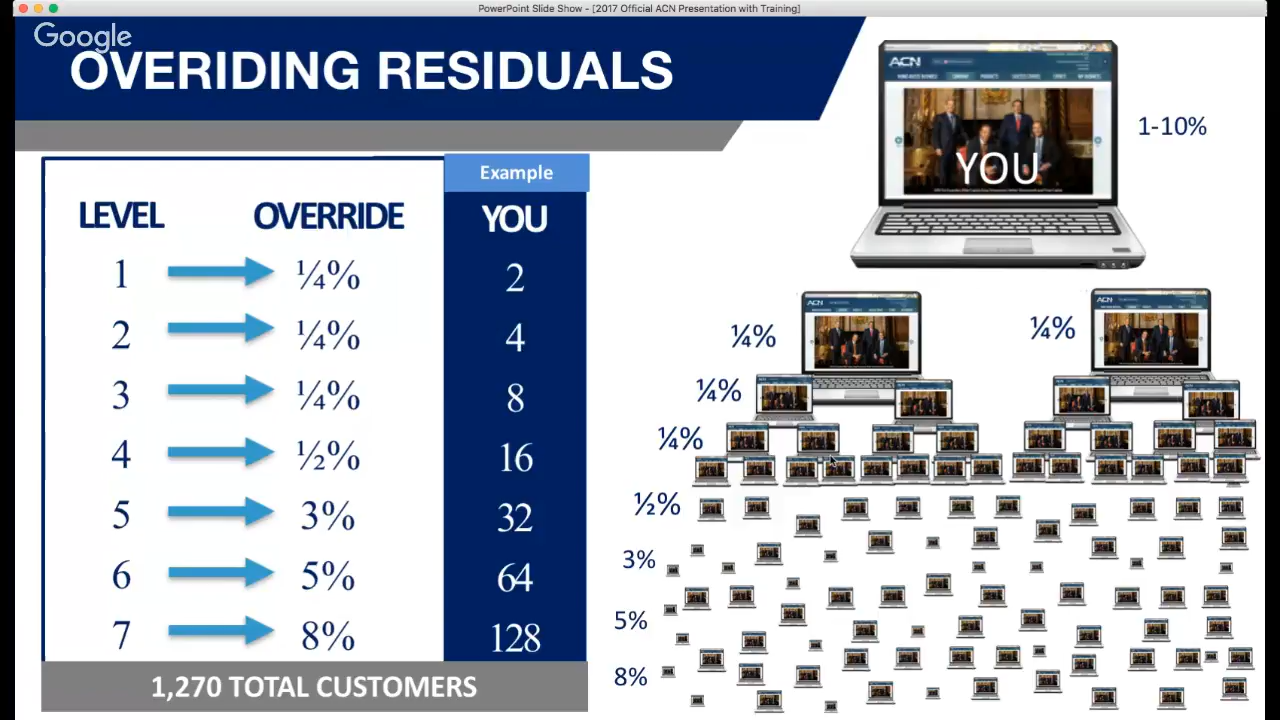 PowerPoint Slide Show - [2017 Official ACN Presentation with Training]
Google
OVERIDING RESIDUALS
Example
LEVEL OVERRIDE YOU
1 ¼% 2
2 ¼% 4
3 ¼% 8
4 ½% 16
5 3% 32
6 5% 64
7 8% 128
1,270 TOTAL CUSTOMERS
ACN
YOU
1-10%
¼% ¼%
¼%
¼%
½%
3%
5%
8%